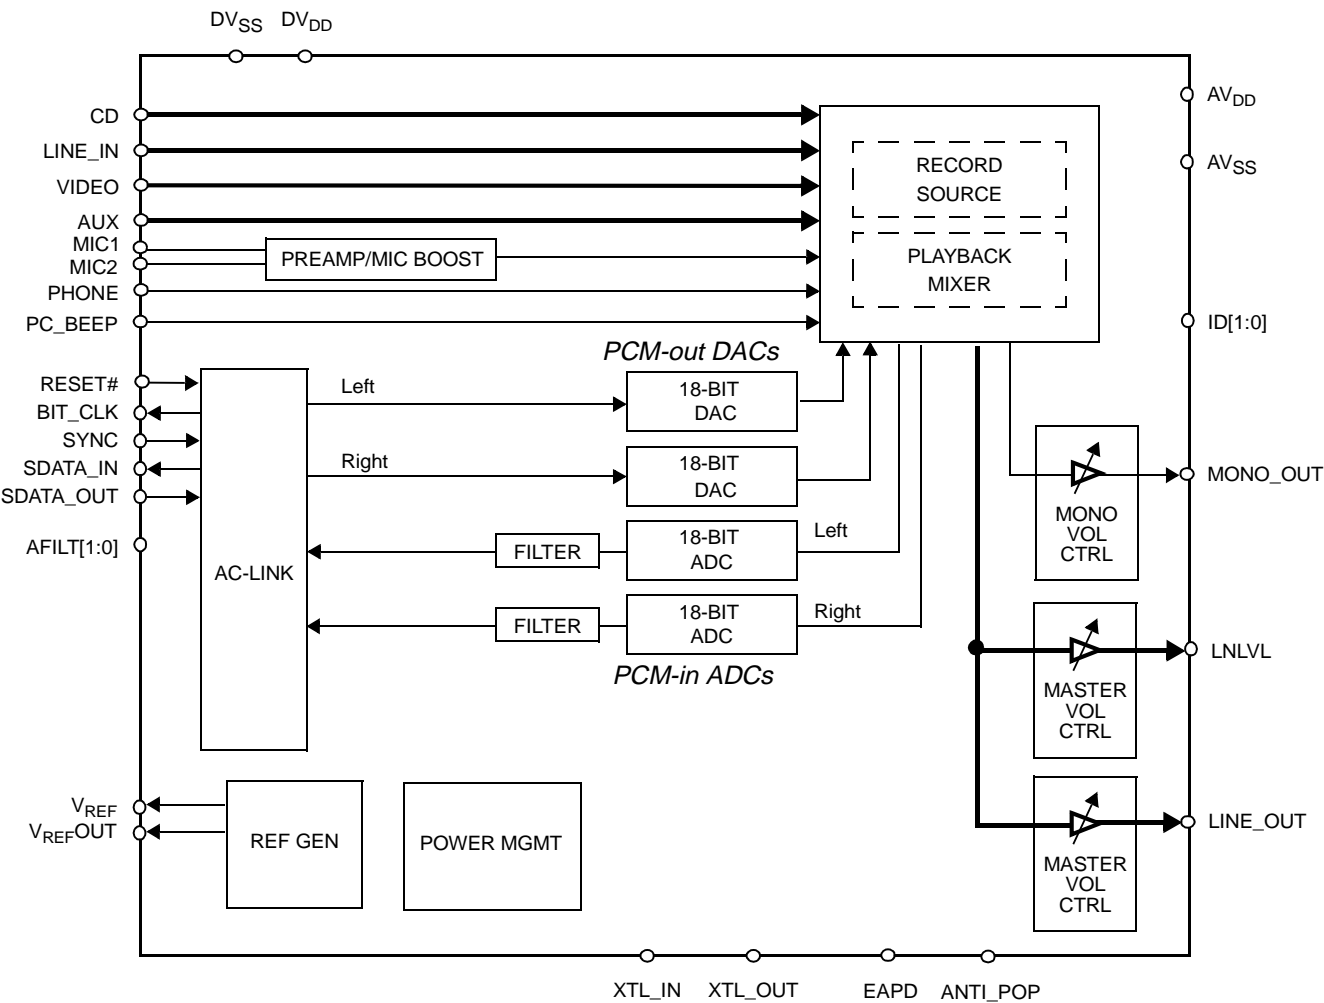 DVSS DVDD
CD
LINE_IN
VIDEO
AUX
MIC1
MIC2
PHONE
PC_BEEP
RESET#
BIT_CLK
SYNC
SDATA_IN
SDATA_OUT
AFILT[1:0]
VREF
VREFOUT
PREAMP/MIC BOOST
RECORD
SOURCE
PLAYBACK
MIXER
AC-LINK
PCM-out DACs
Left
18-BIT
DAC
Right
18-BIT
DAC
FILTER
18-BIT
ADC
Left
FILTER
18-BIT
ADC
Right
PCM-in ADCs
REF GEN
POWER MGMT
MONO
VOL
CTRL
MASTER
VOL
CTRL
MASTER
VOL
CTRL
AVDD
AVSS
ID[1:0]
MONO_OUT
LNLVL
LINE_OUT
XTL_IN XTL_OUT EAPD ANTI_POP